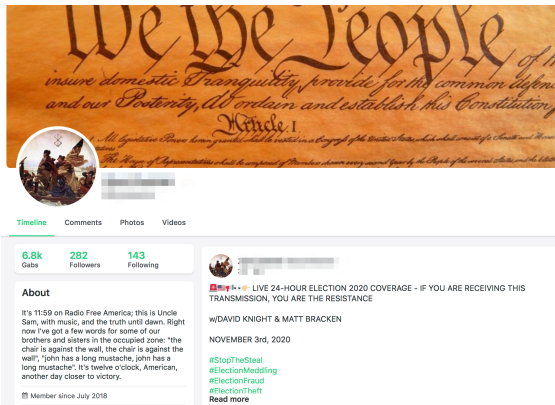 We the People
of th
insure domestic Tranquility, provide for the common defen
and our Posterity, do ordain and establish this Constitution
Article. I.
Timeline Comments Photos Videos
6.8k 282 143
Gabs Followers Following
About
It's 11:59 on Radio Free America; this is Uncle
Sam, with music, and the truth until dawn. Right
now I've got a few words for some of our
brothers and sisters in the occupied zone: "the
chair is against the wall, the chair is against the
wall", "john has a long mustache, john has a
long mustache". It's twelve o'clock, American,
another day closer to victory.
Member since July 2018
LIVE 24-HOUR ELECTION 2020 COVERAGE - IF YOU ARE RECEIVING THIS
TRANSMISSION, YOU ARE THE RESISTANCE
w/DAVID KNIGHT & MATT BRACKEN
NOVEMBER 3rd, 2020
#StopTheSteal
#ElectionMeddling
#ElectionFraud
#ElectionTheft
Read more